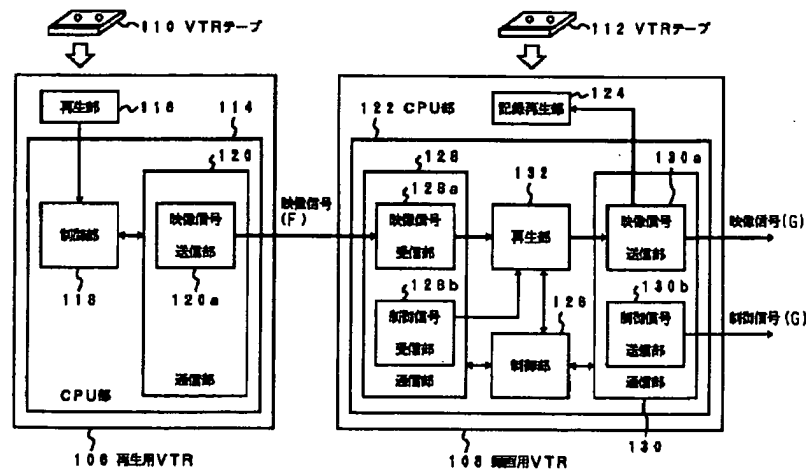 110 VTRテープ
112 VTRテープ
再生部
116
114
120
制御部
118
映像信号
送信部
120a
通信部
CPU部
106 再生用VTR
映像信号
(F)
122 CPU部
124
記録再生部
128
128a
映像信号
受信部
128b
制御信号
受信部
通信部
132
再生部
126
制御部
130a
映像信号
送信部
130b
制御信号
送信部
通信部
130
映像信号(G)
制御信号(G)
108 録画用VTR